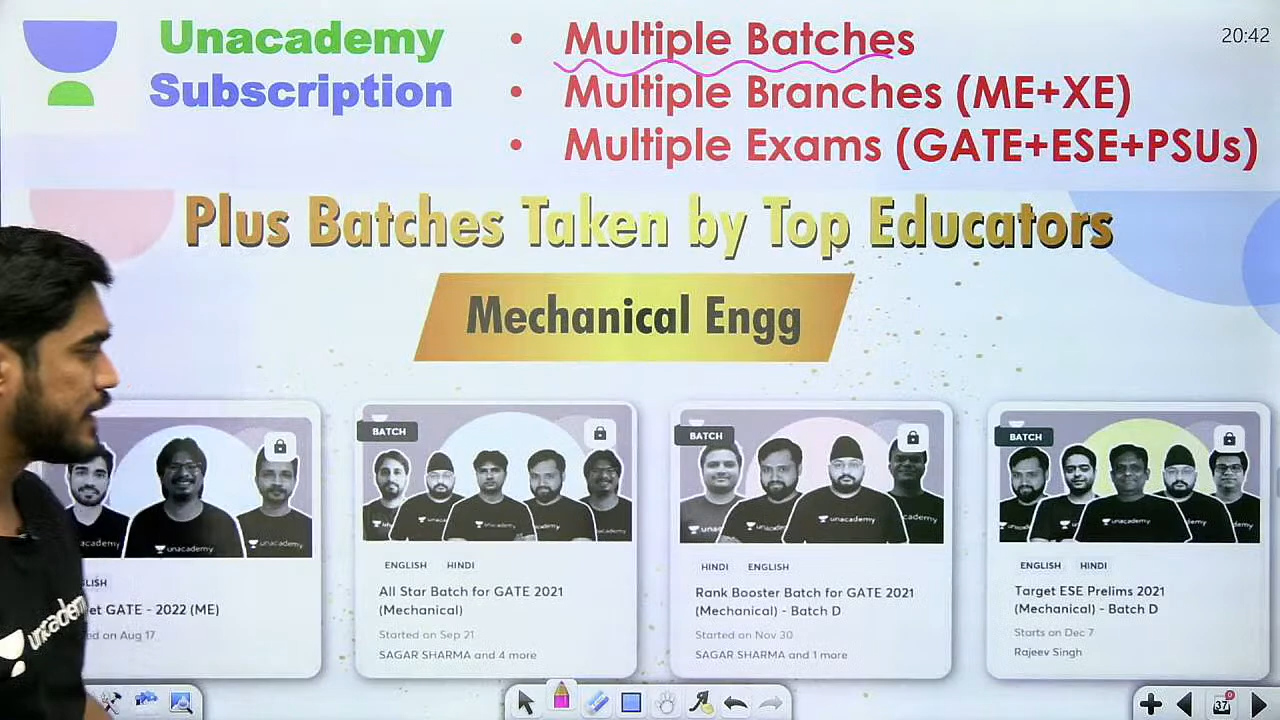 Unacademy
Subscription
• Multiple Batches
• Multiple Branches (ME+XE)
• Multiple Exams (GATE+ESE+PSUs)
20:42
Plus Batches Taken by Top Educators
Mechanical Engg
unacademy
GATE - 2022 (ME)
Aug 17
BATCH
ENGLISH HINDI
All Star Batch for GATE 2021
(Mechanical)
Started on Sep 21
SAGAR SHARMA and 4 more
BATCH
HINDI ENGLISH
Rank Booster Batch for GATE 2021
(Mechanical) - Batch D
Started on Nov 30
SAGAR SHARMA and 1 more
BATCH
unacademy
ENGLISH HINDI
Target ESE Prelims 2021
(Mechanical) - Batch D
Starts on Dec 7
Rajeev Singh
unacademy
37